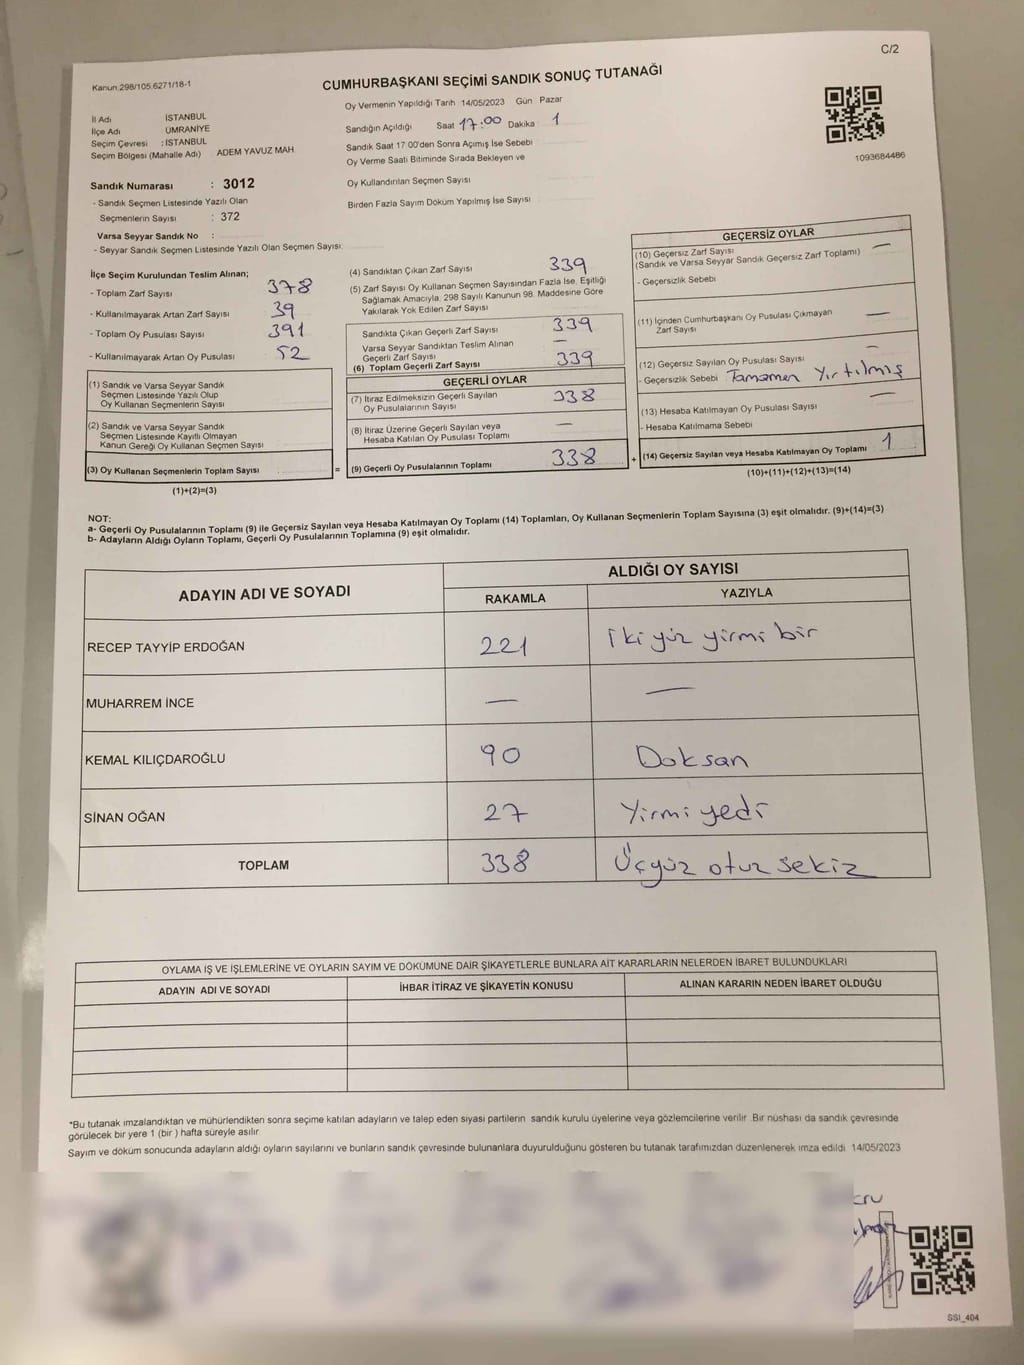 C/2
Kanun.298/105.6271/18-1
CUMHURBAŞKANI SEÇİMİ SANDIK SONUÇ TUTANAĞI
Oy Vermenin Yapıldığı Tarih 14/05/2023 Gün Pazar
İl Adı İSTANBUL
İlçe Adı ÜMRANİYE
Seçim Çevresi : İSTANBUL
Seçim Bölgesi (Mahalle Adı) : ADEM YAVUZ MAH.
Sandığın Açıldığı Saat 17:00 Dakika : 1
Sandık Saat 17.00'den Sonra Açımış İse Sebebi
Oy Verme Saati Bitiminde Sırada Bekleyen ve
Oy Kullandırılan Seçmen Sayısı
Birden Fazla Sayım Döküm Yapılmış İse Sayısı
1093684486
Sandık Numarası : 3012
- Sandık Seçmen Listesinde Yazılı Olan
Seçmenlerin Sayısı : 372
Varsa Seyyar Sandık No :
- Seyyar Sandık Seçmen Listesinde Yazılı Olan Seçmen Sayısı:
İlçe Seçim Kurulundan Teslim Alınan;
- Toplam Zarf Sayısı 378
- Kullanılmayarak Artan Zarf Sayısı 39
- Toplam Oy Pusulası Sayısı 391
- Kullanılmayarak Artan Oy Pusulası 52
(1) Sandık ve Varsa Seyyar Sandık
Seçmen Listesinde Yazılı Olup
Oy Kullanan Seçmenlerin Sayısı
(2) Sandık ve Varsa Seyyar Sandık
Seçmen Listesinde Kayıtlı Olmayan
Kanun Gereği Oy Kullanan Seçmen Sayısı
(3) Oy Kullanan Seçmenlerin Toplam Sayısı
(1)+(2)=(3)
(4) Sandıktan Çıkan Zarf Sayısı 339
(5) Zarf Sayısı Oy Kullanan Seçmen Sayısından Fazla İse, Eşitliği
Sağlamak Amacıyla, 298 Sayılı Kanunun 98. Maddesine Göre
Yakılarak Yok Edilen Zarf Sayısı
Sandıkta Çıkan Geçerli Zarf Sayısı 339
Varsa Seyyar Sandıktan Teslim Alınan
Geçerli Zarf Sayısı —
(6) Toplam Geçerli Zarf Sayısı 339
GEÇERLİ OYLAR
(7) İtiraz Edilmeksizin Geçerli Sayılan
Oy Pusulalarının Sayısı 338
(8) İtiraz Üzerine Geçerli Sayılan veya
Hesaba Katılan Oy Pusulası Toplamı —
= (9) Geçerli Oy Pusulalarının Toplamı 338
GEÇERSİZ OYLAR
(10) Geçersiz Zarf Sayısı —
(Sandık ve Varsa Seyyar Sandık Geçersiz Zarf Toplamı)
- Geçersizlik Sebebi
(11) İçinden Cumhurbaşkanı Oy Pusulası Çıkmayan
Zarf Sayısı —
(12) Geçersiz Sayılan Oy Pusulası Sayısı —
- Geçersizlik Sebebi Tamamen Yırtılmış
(13) Hesaba Katılmayan Oy Pusulası Sayısı —
- Hesaba Katılmama Sebebi
+ (14) Geçersiz Sayılan veya Hesaba Katılmayan Oy Toplamı 1
(10)+(11)+(12)+(13)=(14)
NOT:
a- Geçerli Oy Pusulalarının Toplamı (9) ile Geçersiz Sayılan veya Hesaba Katılmayan Oy Toplamı (14) Toplamları, Oy Kullanan Seçmenlerin Toplam Sayısına (3) eşit olmalıdır. (9)+(14)=(3)
b- Adayların Aldığı Oyların Toplamı, Geçerli Oy Pusulalarının Toplamına (9) eşit olmalıdır.
ADAYIN ADI VE SOYADI ALDIĞI OY SAYISI
RAKAMLA YAZIYLA
RECEP TAYYİP ERDOĞAN 221 İki yüz yirmi bir
MUHARREM İNCE — —
KEMAL KILIÇDAROĞLU 90 Doksan
SİNAN OĞAN 27 Yirmi yedi
TOPLAM 338 Üçyüz otuz sekiz
OYLAMA İŞ VE İŞLEMLERİNE VE OYLARIN SAYIM VE DÖKÜMÜNE DAİR ŞİKAYETLERLE BUNLARA AİT KARARLARIN NELERDEN İBARET BULUNDUKLARI
ADAYIN ADI VE SOYADI İHBAR İTİRAZ VE ŞİKAYETİN KONUSU ALINAN KARARIN NEDEN İBARET OLDUĞU
*Bu tutanak imzalandıktan ve mühürlendikten sonra seçime katılan adayların ve talep eden siyasi partilerin sandık kurulu üyelerine veya gözlemcilerine verilir. Bir nüshası da sandık çevresinde
görülecek bir yere 1 (bir) hafta süreyle asılır.
Sayım ve döküm sonucunda adayların aldığı oyların sayılarını ve bunların sandık çevresinde bulunanlara duyurulduğunu gösteren bu tutanak tarafımızdan düzenlenerek imza edildi. 14/05/2023
SSI_404